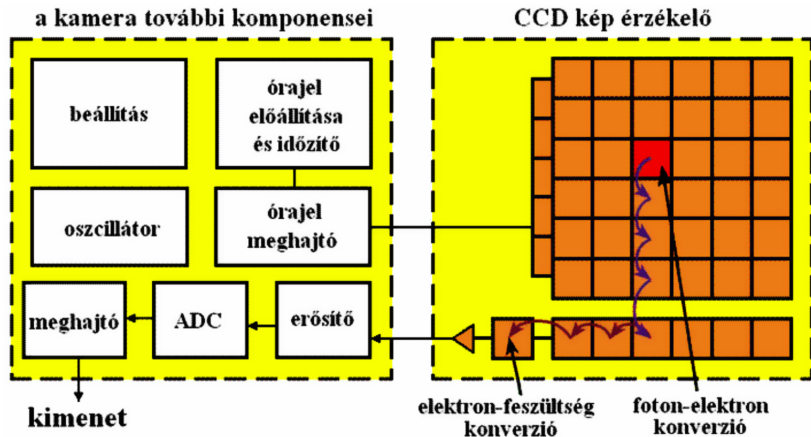 a kamera további komponensei
CCD kép érzékelő
beállítás
órajel
előállítása
és időzítő
oszcillátor
órajel
meghajtó
meghajtó
ADC
erősítő
kimenet
elektron-feszültség
konverzió
foton-elektron
konverzió